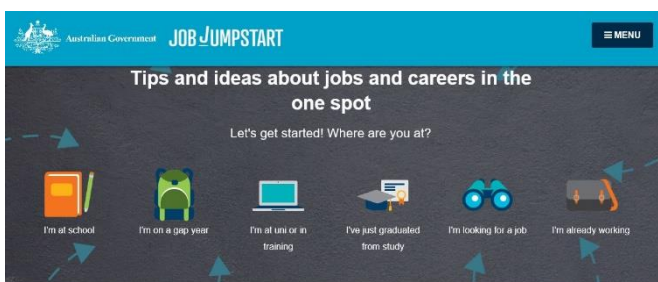 Australian Government JOB JUMPSTART
≡ MENU
Tips and ideas about jobs and careers in the
one spot
Let's get started! Where are you at?
I'm at school
I'm on a gap year
I'm at uni or in
training
I've just graduated
from study
I'm looking for a job
I'm already working